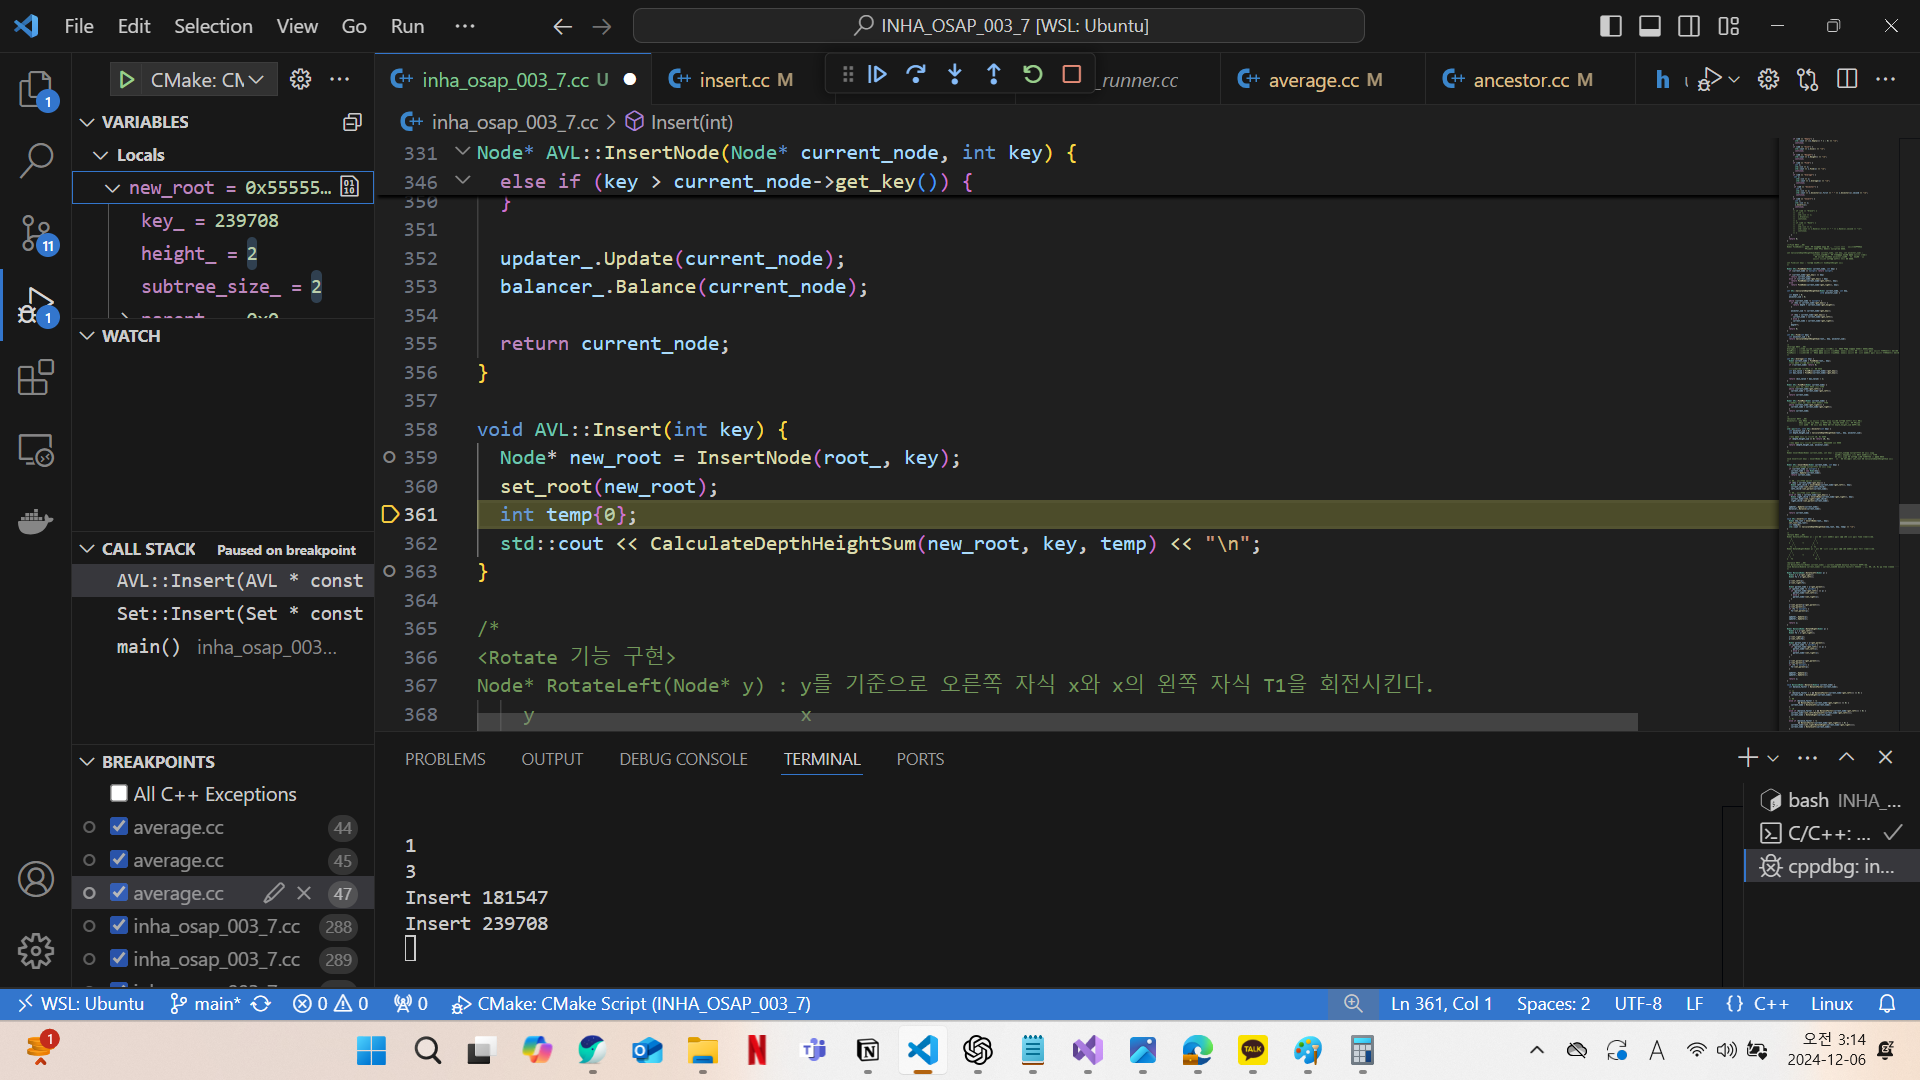 File Edit Selection View Go Run ···
INHA_OSAP_003_7 [WSL: Ubuntu]
CMake: CM
inha_osap_003_7.cc U
insert.cc M
_runner.cc
average.cc M
ancestor.cc M
VARIABLES
Locals
new_root = 0x55555...
key_ = 239708
height_ = 2
subtree_size_ = 2
WATCH
CALL STACK Paused on breakpoint
AVL::Insert(AVL * const
Set::Insert(Set * const
main() inha_osap_003...
BREAKPOINTS
All C++ Exceptions
average.cc 44
average.cc 45
average.cc 47
inha_osap_003_7.cc 288
inha_osap_003_7.cc 289
inha_osap_003_7.cc > Insert(int)
331 Node* AVL::InsertNode(Node* current_node, int key) {
346 else if (key > current_node->get_key()) {
350 }
351
352 updater_.Update(current_node);
353 balancer_.Balance(current_node);
354
355 return current_node;
356 }
357
358 void AVL::Insert(int key) {
359 Node* new_root = InsertNode(root_, key);
360 set_root(new_root);
361 int temp{0};
362 std::cout << CalculateDepthHeightSum(new_root, key, temp) << "\n";
363 }
364
365 /*
366 <Rotate 기능 구현>
367 Node* RotateLeft(Node* y) : y를 기준으로 오른쪽 자식 x와 x의 왼쪽 자식 T1을 회전시킨다.
368 y x
PROBLEMS OUTPUT DEBUG CONSOLE TERMINAL PORTS
1
3
Insert 181547
Insert 239708
bash INHA_...
C/C++: ...
cppdbg: in...
WSL: Ubuntu main* 0 0 0 CMake: CMake Script (INHA_OSAP_003_7) Ln 361, Col 1 Spaces: 2 UTF-8 LF {} C++ Linux
오전 3:14
2024-12-06